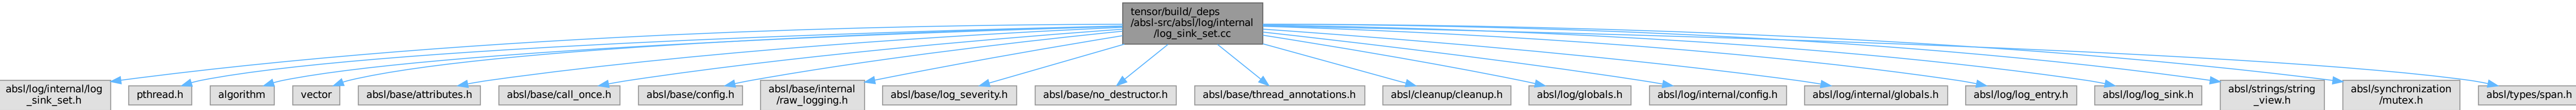 tensor/build/_deps
/absl-src/absl/log/internal
/log_sink_set.cc
absl/log/internal/log
_sink_set.h
pthread.h
algorithm
vector
absl/base/attributes.h
absl/base/call_once.h
absl/base/config.h
absl/base/internal
/raw_logging.h
absl/base/log_severity.h
absl/base/no_destructor.h
absl/base/thread_annotations.h
absl/cleanup/cleanup.h
absl/log/globals.h
absl/log/internal/config.h
absl/log/internal/globals.h
absl/log/log_entry.h
absl/log/log_sink.h
absl/strings/string
_view.h
absl/synchronization
/mutex.h
absl/types/span.h